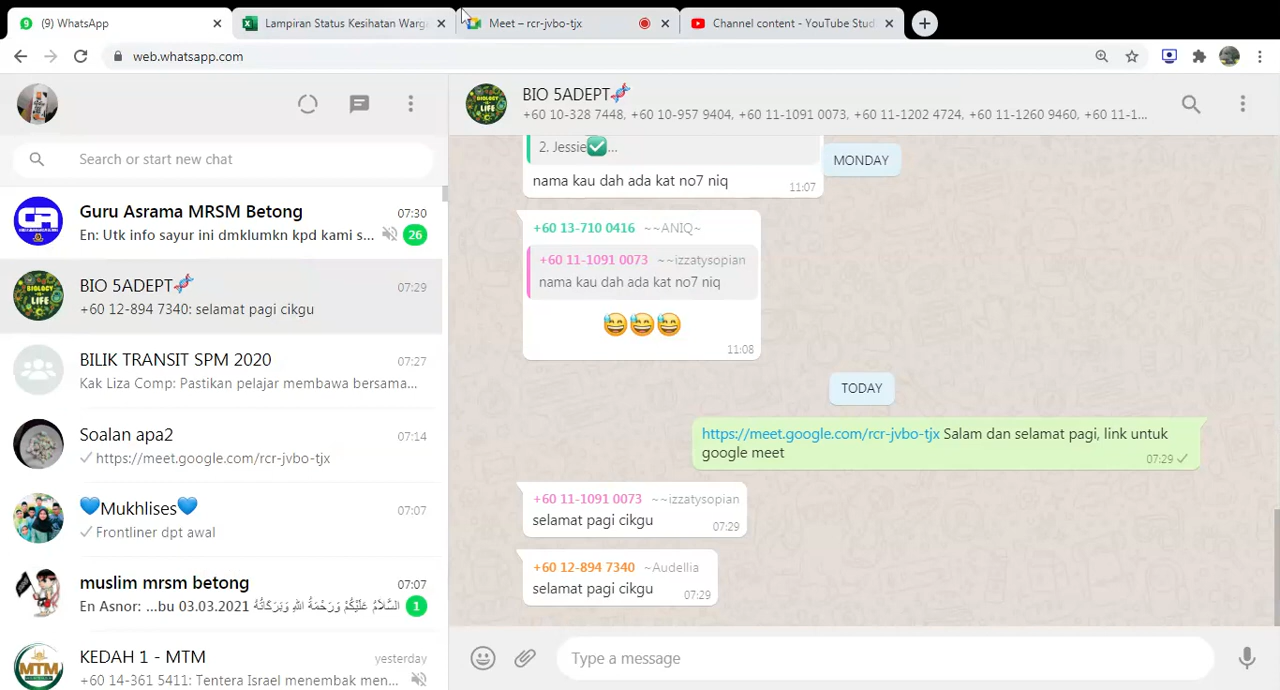 (9) WhatsApp
Lampiran Status Kesihatan Warga
Meet – rcr-jvbo-tjx
Channel content - YouTube Studi
web.whatsapp.com
Search or start new chat
Guru Asrama MRSM Betong 07:30
En: Utk info sayur ini dmklumkn kpd kami s... 26
BIO 5ADEPT🧬 07:29
+60 12-894 7340: selamat pagi cikgu
BILIK TRANSIT SPM 2020 07:27
Kak Liza Comp: Pastikan pelajar membawa bersama...
Soalan apa2 07:14
https://meet.google.com/rcr-jvbo-tjx
💙Mukhlises💙 07:07
Frontliner dpt awal
muslim mrsm betong 07:07
En Asnor: ...bu 03.03.2021 السَّلاَمُ عَلَيْكُمْ وَرَحْمَةُ اللهِ وَبَرَكَاتُهُ 1
KEDAH 1 - MTM yesterday
+60 14-361 5411: Tentera Israel menembak men...
BIO 5ADEPT🧬
+60 10-328 7448, +60 10-957 9404, +60 11-1091 0073, +60 11-1202 4724, +60 11-1260 9460, +60 11-1...
2. Jessie✅...
MONDAY
nama kau dah ada kat no7 niq 11:07
+60 13-710 0416 ~~ANIQ~
+60 11-1091 0073 ~~izzatysopian
nama kau dah ada kat no7 niq
😅😅😅
11:08
TODAY
https://meet.google.com/rcr-jvbo-tjx Salam dan selamat pagi, link untuk
google meet 07:29
+60 11-1091 0073 ~~izzatysopian
selamat pagi cikgu 07:29
+60 12-894 7340 ~Audellia
selamat pagi cikgu 07:29
Type a message